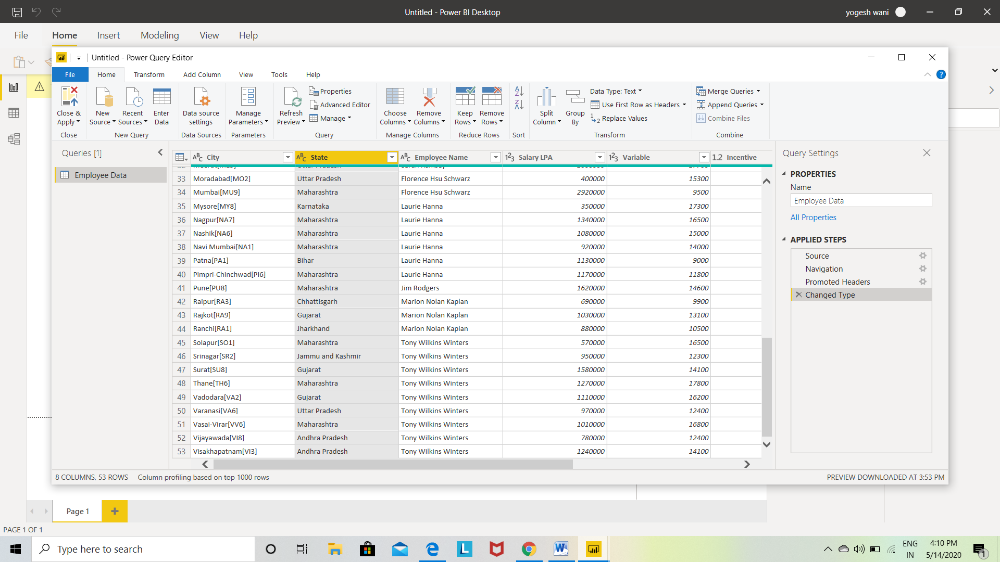 Untitled - Power BI Desktop
yogesh wani
File Home Insert Modeling View Help
Untitled - Power Query Editor
File Home Transform Add Column View Tools Help
Close & Apply
New Source
Recent Sources
Enter Data
Data source settings
Manage Parameters
Refresh Preview
Properties
Advanced Editor
Manage
Choose Columns
Remove Columns
Keep Rows
Remove Rows
Split Column
Group By
Data Type: Text
Use First Row as Headers
1 2 Replace Values
Merge Queries
Append Queries
Combine Files
Close New Query Data Sources Parameters Query Manage Columns Reduce Rows Sort Transform Combine
Queries [1]
Employee Data
ABC City ABC State ABC Employee Name 123 Salary LPA 123 Variable 1.2 Incentive
33 Moradabad[MO2] Uttar Pradesh Florence Hsu Schwarz 400000 15300
34 Mumbai[MU9] Maharashtra Florence Hsu Schwarz 2920000 9500
35 Mysore[MY8] Karnataka Laurie Hanna 350000 17300
36 Nagpur[NA7] Maharashtra Laurie Hanna 1340000 16500
37 Nashik[NA6] Maharashtra Laurie Hanna 1080000 15000
38 Navi Mumbai[NA1] Maharashtra Laurie Hanna 920000 14000
39 Patna[PA1] Bihar Laurie Hanna 1130000 9000
40 Pimpri-Chinchwad[PI6] Maharashtra Laurie Hanna 1170000 11800
41 Pune[PU8] Maharashtra Jim Rodgers 1620000 14600
42 Raipur[RA3] Chhattisgarh Marion Nolan Kaplan 690000 9900
43 Rajkot[RA9] Gujarat Marion Nolan Kaplan 1030000 13100
44 Ranchi[RA1] Jharkhand Marion Nolan Kaplan 880000 10500
45 Solapur[SO1] Maharashtra Tony Wilkins Winters 570000 16500
46 Srinagar[SR2] Jammu and Kashmir Tony Wilkins Winters 950000 12300
47 Surat[SU8] Gujarat Tony Wilkins Winters 1580000 14100
48 Thane[TH6] Maharashtra Tony Wilkins Winters 1270000 17800
49 Vadodara[VA2] Gujarat Tony Wilkins Winters 1110000 16200
50 Varanasi[VA6] Uttar Pradesh Tony Wilkins Winters 970000 12400
51 Vasai-Virar[VV6] Maharashtra Tony Wilkins Winters 1010000 16800
52 Vijayawada[VI8] Andhra Pradesh Tony Wilkins Winters 780000 12400
53 Visakhapatnam[VI3] Andhra Pradesh Tony Wilkins Winters 1240000 14100
Query Settings
PROPERTIES
Name
Employee Data
All Properties
APPLIED STEPS
Source
Navigation
Promoted Headers
Changed Type
8 COLUMNS, 53 ROWS Column profiling based on top 1000 rows
PREVIEW DOWNLOADED AT 3:53 PM
Page 1
PAGE 1 OF 1
Type here to search
ENG IN
4:10 PM
5/14/2020
1